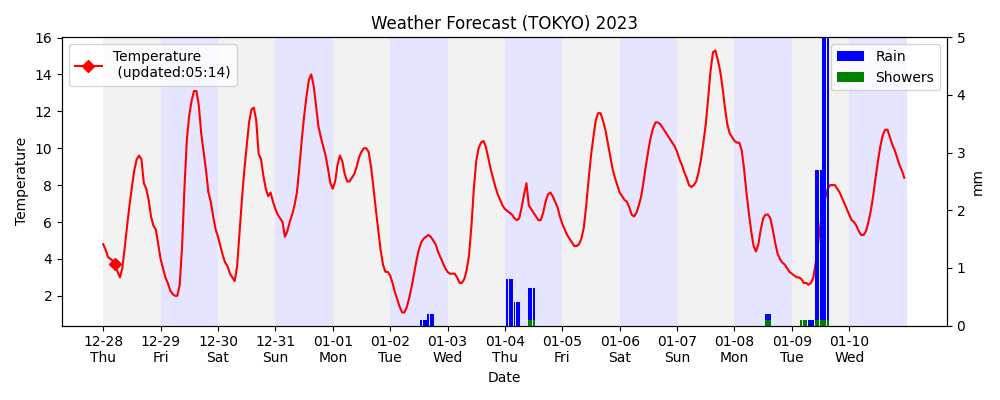 Weather Forecast (TOKYO) 2023
16
14
12
10
8
6
4
2
Temperature
Temperature
(updated:05:14)
Rain
Showers
5
4
3
2
1
0
mm
12-28 12-29 12-30 12-31 01-01 01-02 01-03 01-04 01-05 01-06 01-07 01-08 01-09 01-10
Thu Fri Sat Sun Mon Tue Wed Thu Fri Sat Sun Mon Tue Wed
Date